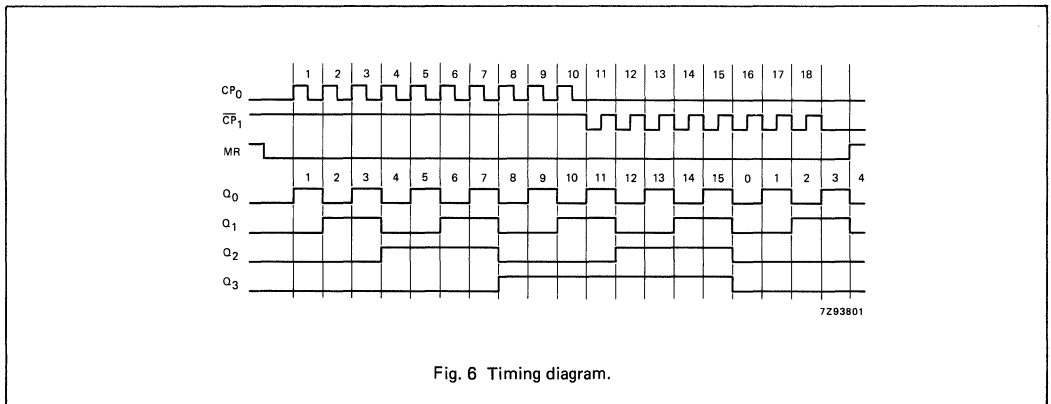 1 2 3 4 5 6 7 8 9 10 11 12 13 14 15 16 17 18
CP0
CP1
MR
1 2 3 4 5 6 7 8 9 10 11 12 13 14 15 0 1 2 3 4
Q0
Q1
Q2
Q3
7Z93801
Fig. 6 Timing diagram.